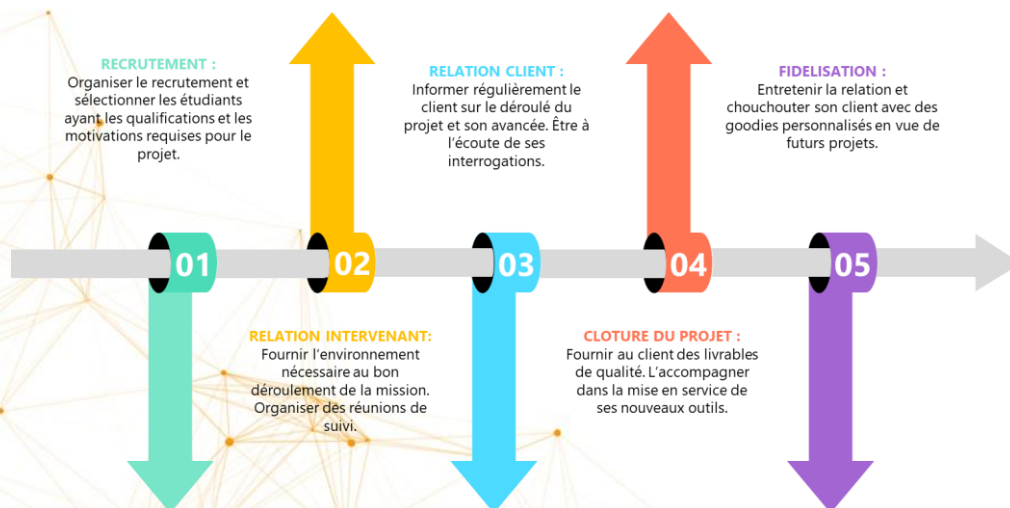 RECRUTEMENT :
Organiser le recrutement et
sélectionner les étudiants
ayant les qualifications et les
motivations requises pour le
projet.
RELATION CLIENT :
Informer régulièrement le
client sur le déroulé du
projet et son avancée. Être à
l'écoute de ses
interrogations.
FIDELISATION :
Entretenir la relation et
chouchouter son client avec des
goodies personnalisés en vue de
futurs projets.
01
02
03
04
05
RELATION INTERVENANT:
Fournir l'environnement
nécessaire au bon
déroulement de la mission.
Organiser des réunions de
suivi.
CLOTURE DU PROJET :
Fournir au client des livrables
de qualité. L'accompagner
dans la mise en service de
ses nouveaux outils.